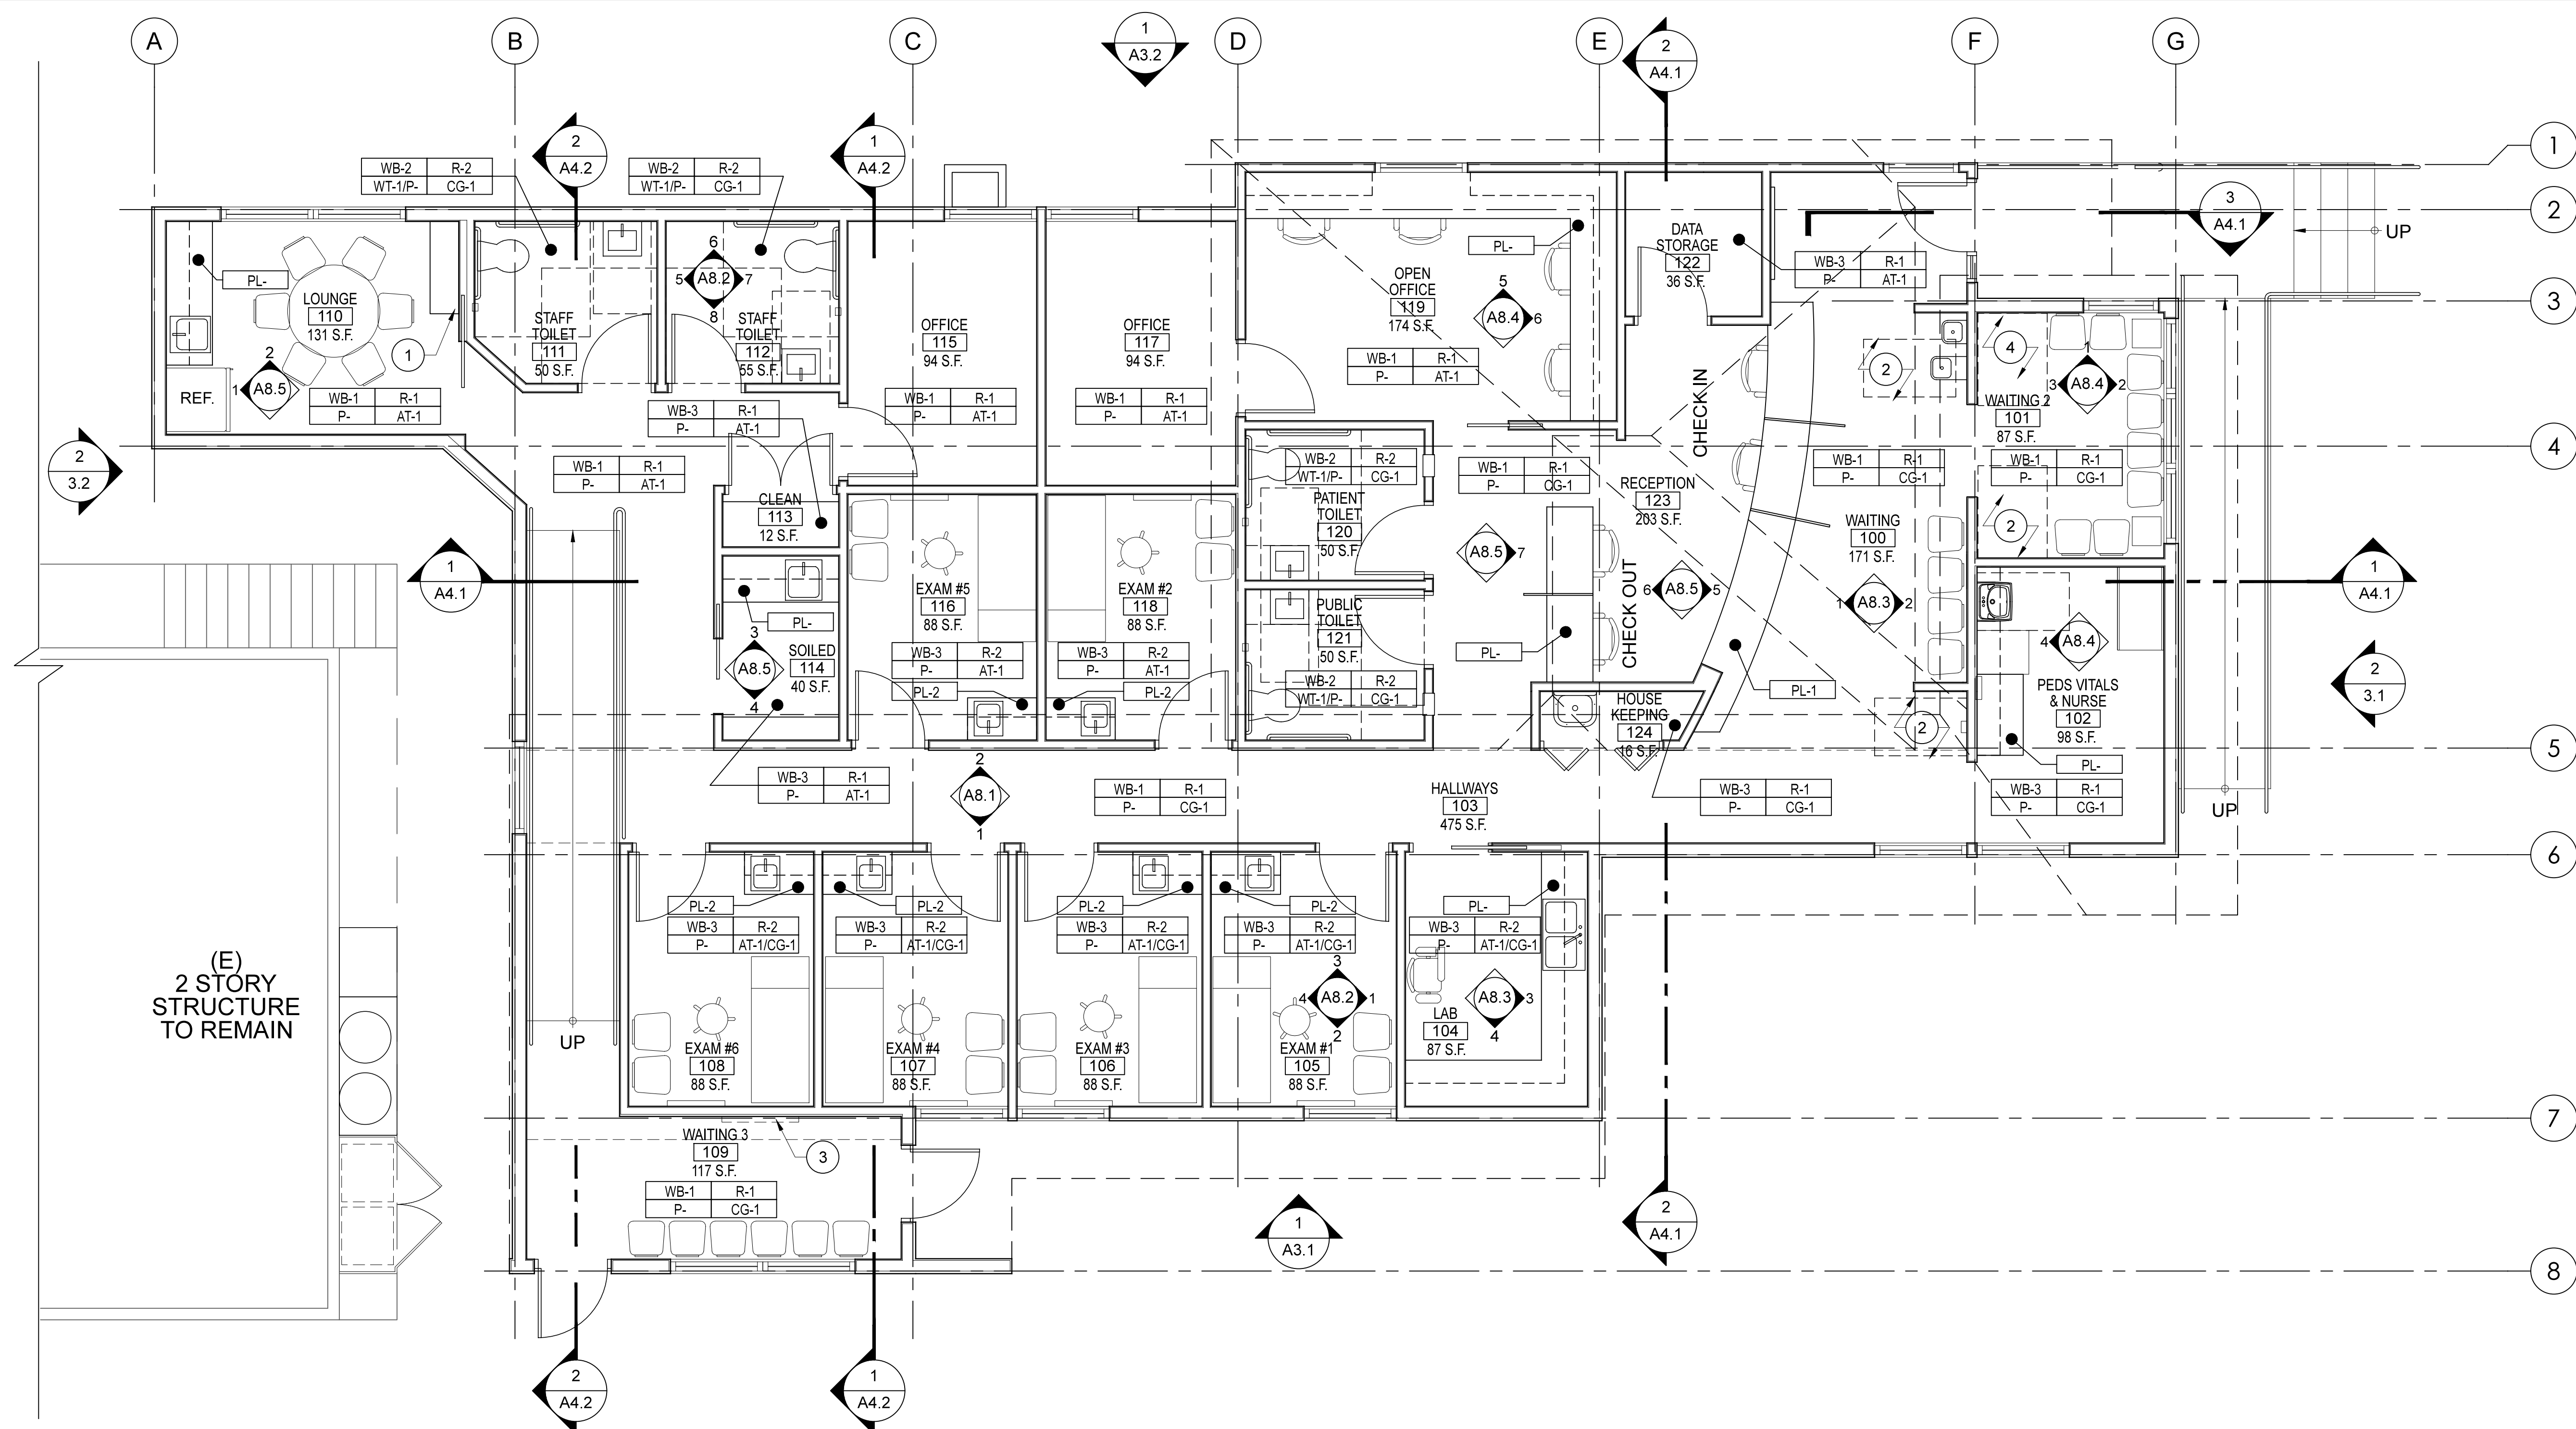 A
B
C
D
E
F
G
1
A3.2
2
A4.1
1
2
A4.2
1
A4.2
WB-2 R-2
WT-1/P- CG-1
WB-2 R-2
WT-1/P- CG-1
3
A4.1
2
UP
PL-
LOUNGE
110
131 S.F.
REF.
1
2
1 A8.5
WB-1 R-1
P- AT-1
STAFF
TOILET
111
50 S.F.
6
5 A8.2 7
8
STAFF
TOILET
112
55 S.F.
OFFICE
115
94 S.F.
WB-1 R-1
P- AT-1
OFFICE
117
94 S.F.
WB-1 R-1
P- AT-1
PL-
OPEN
OFFICE
119
174 S.F.
5
A8.4 6
WB-1 R-1
P- AT-1
DATA
STORAGE
122
36 S.F.
WB-3 R-1
P- AT-1
CHECKIN
2
4
1
3 A8.4 2
WAITING 2
101
87 S.F.
WB-1 R-1
P- CG-1
2
3
WB-3 R-1
P- AT-1
2
3.2
WB-1 R-1
P- AT-1
CLEAN
113
12 S.F.
WB-2 R-2
WT-1/P- CG-1
PATIENT
TOILET
120
50 S.F.
WB-1 R-1
P- CG-1
RECEPTION
123
203 S.F.
WB-1 R-1
P- CG-1
WAITING
100
171 S.F.
4
1
A4.1
EXAM #5
116
88 S.F.
EXAM #2
118
88 S.F.
A8.5 7
CHECK OUT
6 A8.5 5
1 A8.3 2
1
A4.1
PL-
3
A8.5
4
SOILED
114
40 S.F.
WB-3 R-2
P- AT-1
PL-2
WB-3 R-2
P- AT-1
PL-2
PUBLIC
TOILET
121
50 S.F.
WB-2 R-2
WT-1/P- CG-1
PL-
PL-1
4 A8.4
PEDS VITALS
& NURSE
102
98 S.F.
PL-
WB-3 R-1
P- CG-1
2
3.1
HOUSE
KEEPING
124
16 S.F.
2
5
WB-3 R-1
P- AT-1
2
A8.1
1
WB-1 R-1
P- CG-1
HALLWAYS
103
475 S.F.
WB-3 R-1
P- CG-1
UP
6
PL-2
WB-3 R-2
P- AT-1/CG-1
EXAM #6
108
88 S.F.
PL-2
WB-3 R-2
P- AT-1/CG-1
EXAM #4
107
88 S.F.
PL-2
WB-3 R-2
P- AT-1/CG-1
EXAM #3
106
88 S.F.
PL-2
WB-3 R-2
P- AT-1/CG-1
3
4 A8.2 1
2
EXAM #1
105
88 S.F.
PL-
WB-3 R-2
P- AT-1/CG-1
A8.3 3
4
LAB
104
87 S.F.
(E)
2 STORY
STRUCTURE
TO REMAIN
UP
7
WAITING 3
109
117 S.F.
3
WB-1 R-1
P- CG-1
1
A3.1
2
A4.1
8
2
A4.2
1
A4.2